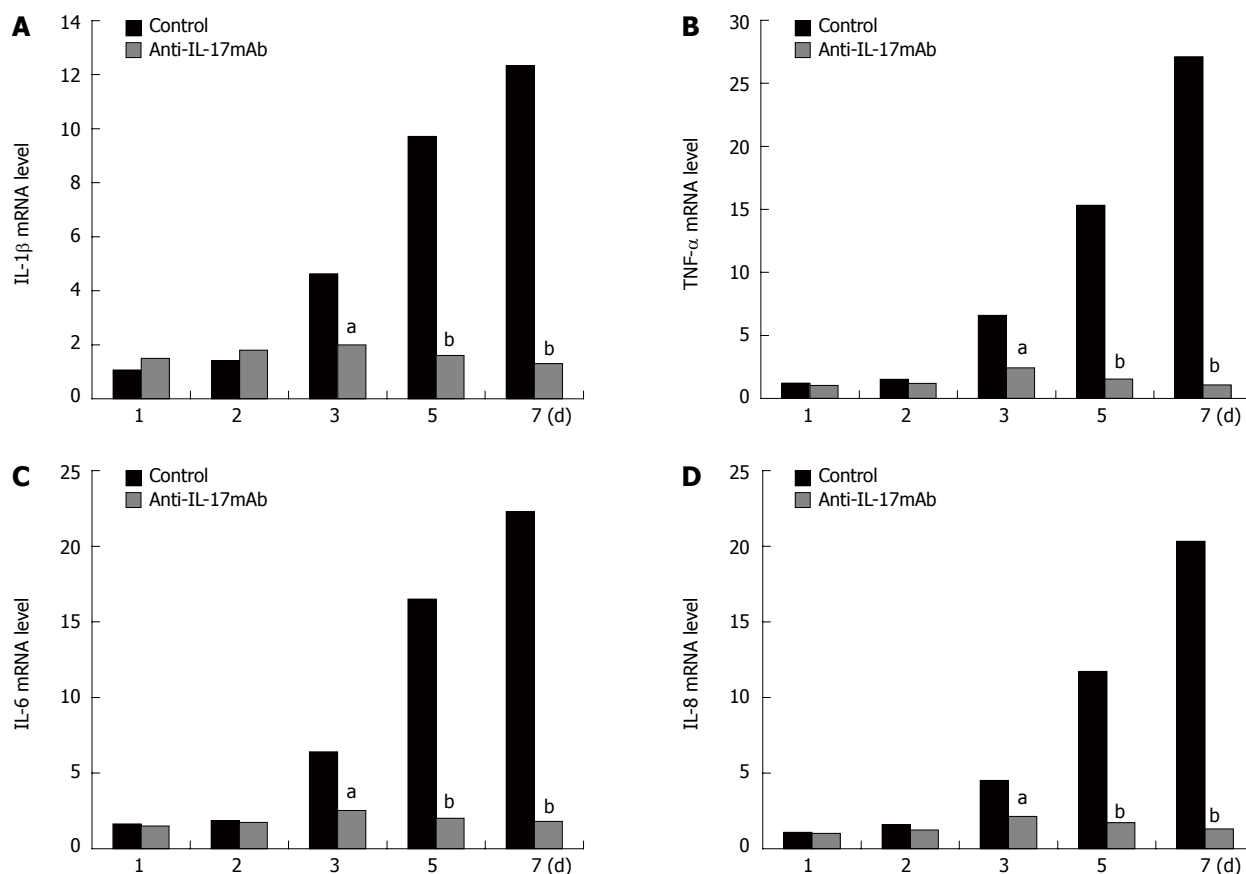 A
Control
Anti-IL-17mAb
IL-1β mRNA level
14
12
10
8
6
4
2
0
a
b
b
1 2 3 5 7 (d)
B
Control
Anti-IL-17mAb
TNF-α mRNA level
30
25
20
15
10
5
0
a
b
b
1 2 3 5 7 (d)
C
Control
Anti-IL-17mAb
IL-6 mRNA level
25
20
15
10
5
0
a
b
b
1 2 3 5 7 (d)
D
Control
Anti-IL-17mAb
IL-8 mRNA level
25
20
15
10
5
0
a
b
b
1 2 3 5 7 (d)